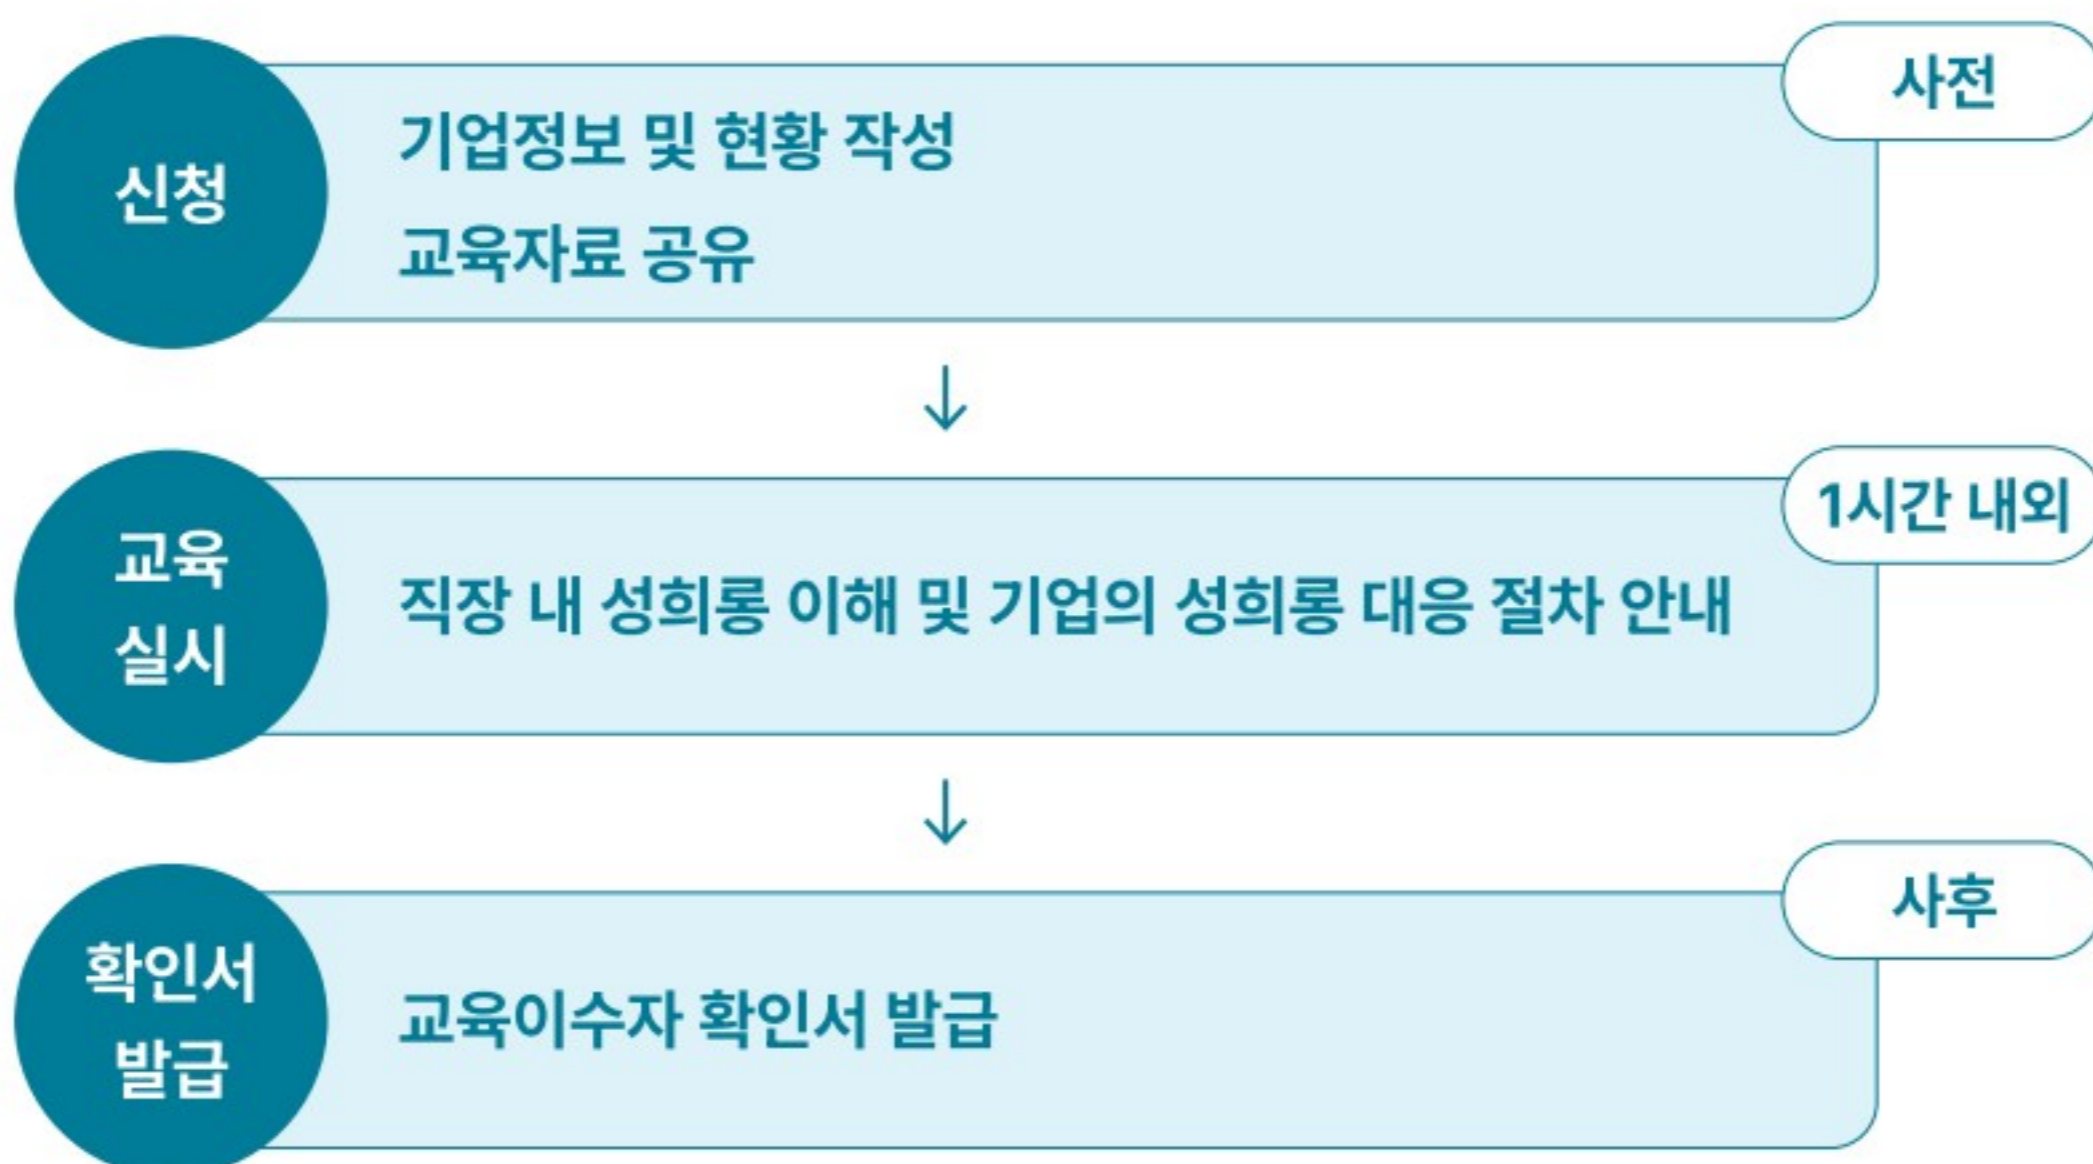 사전
신청
기업정보 및 현황 작성
교육자료 공유
1시간 내외
교육
실시
직장 내 성희롱 이해 및 기업의 성희롱 대응 절차 안내
사후
확인서
발급
교육이수자 확인서 발급